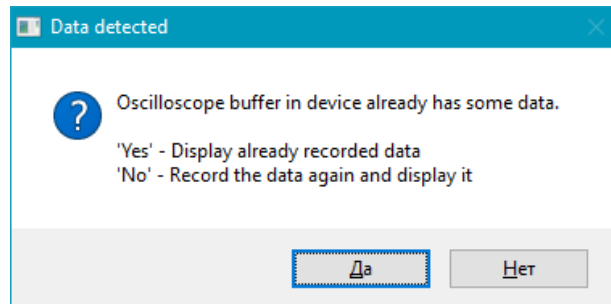 Data detected
Oscilloscope buffer in device already has some data.
'Yes' - Display already recorded data
'No' - Record the data again and display it
Да
Нет